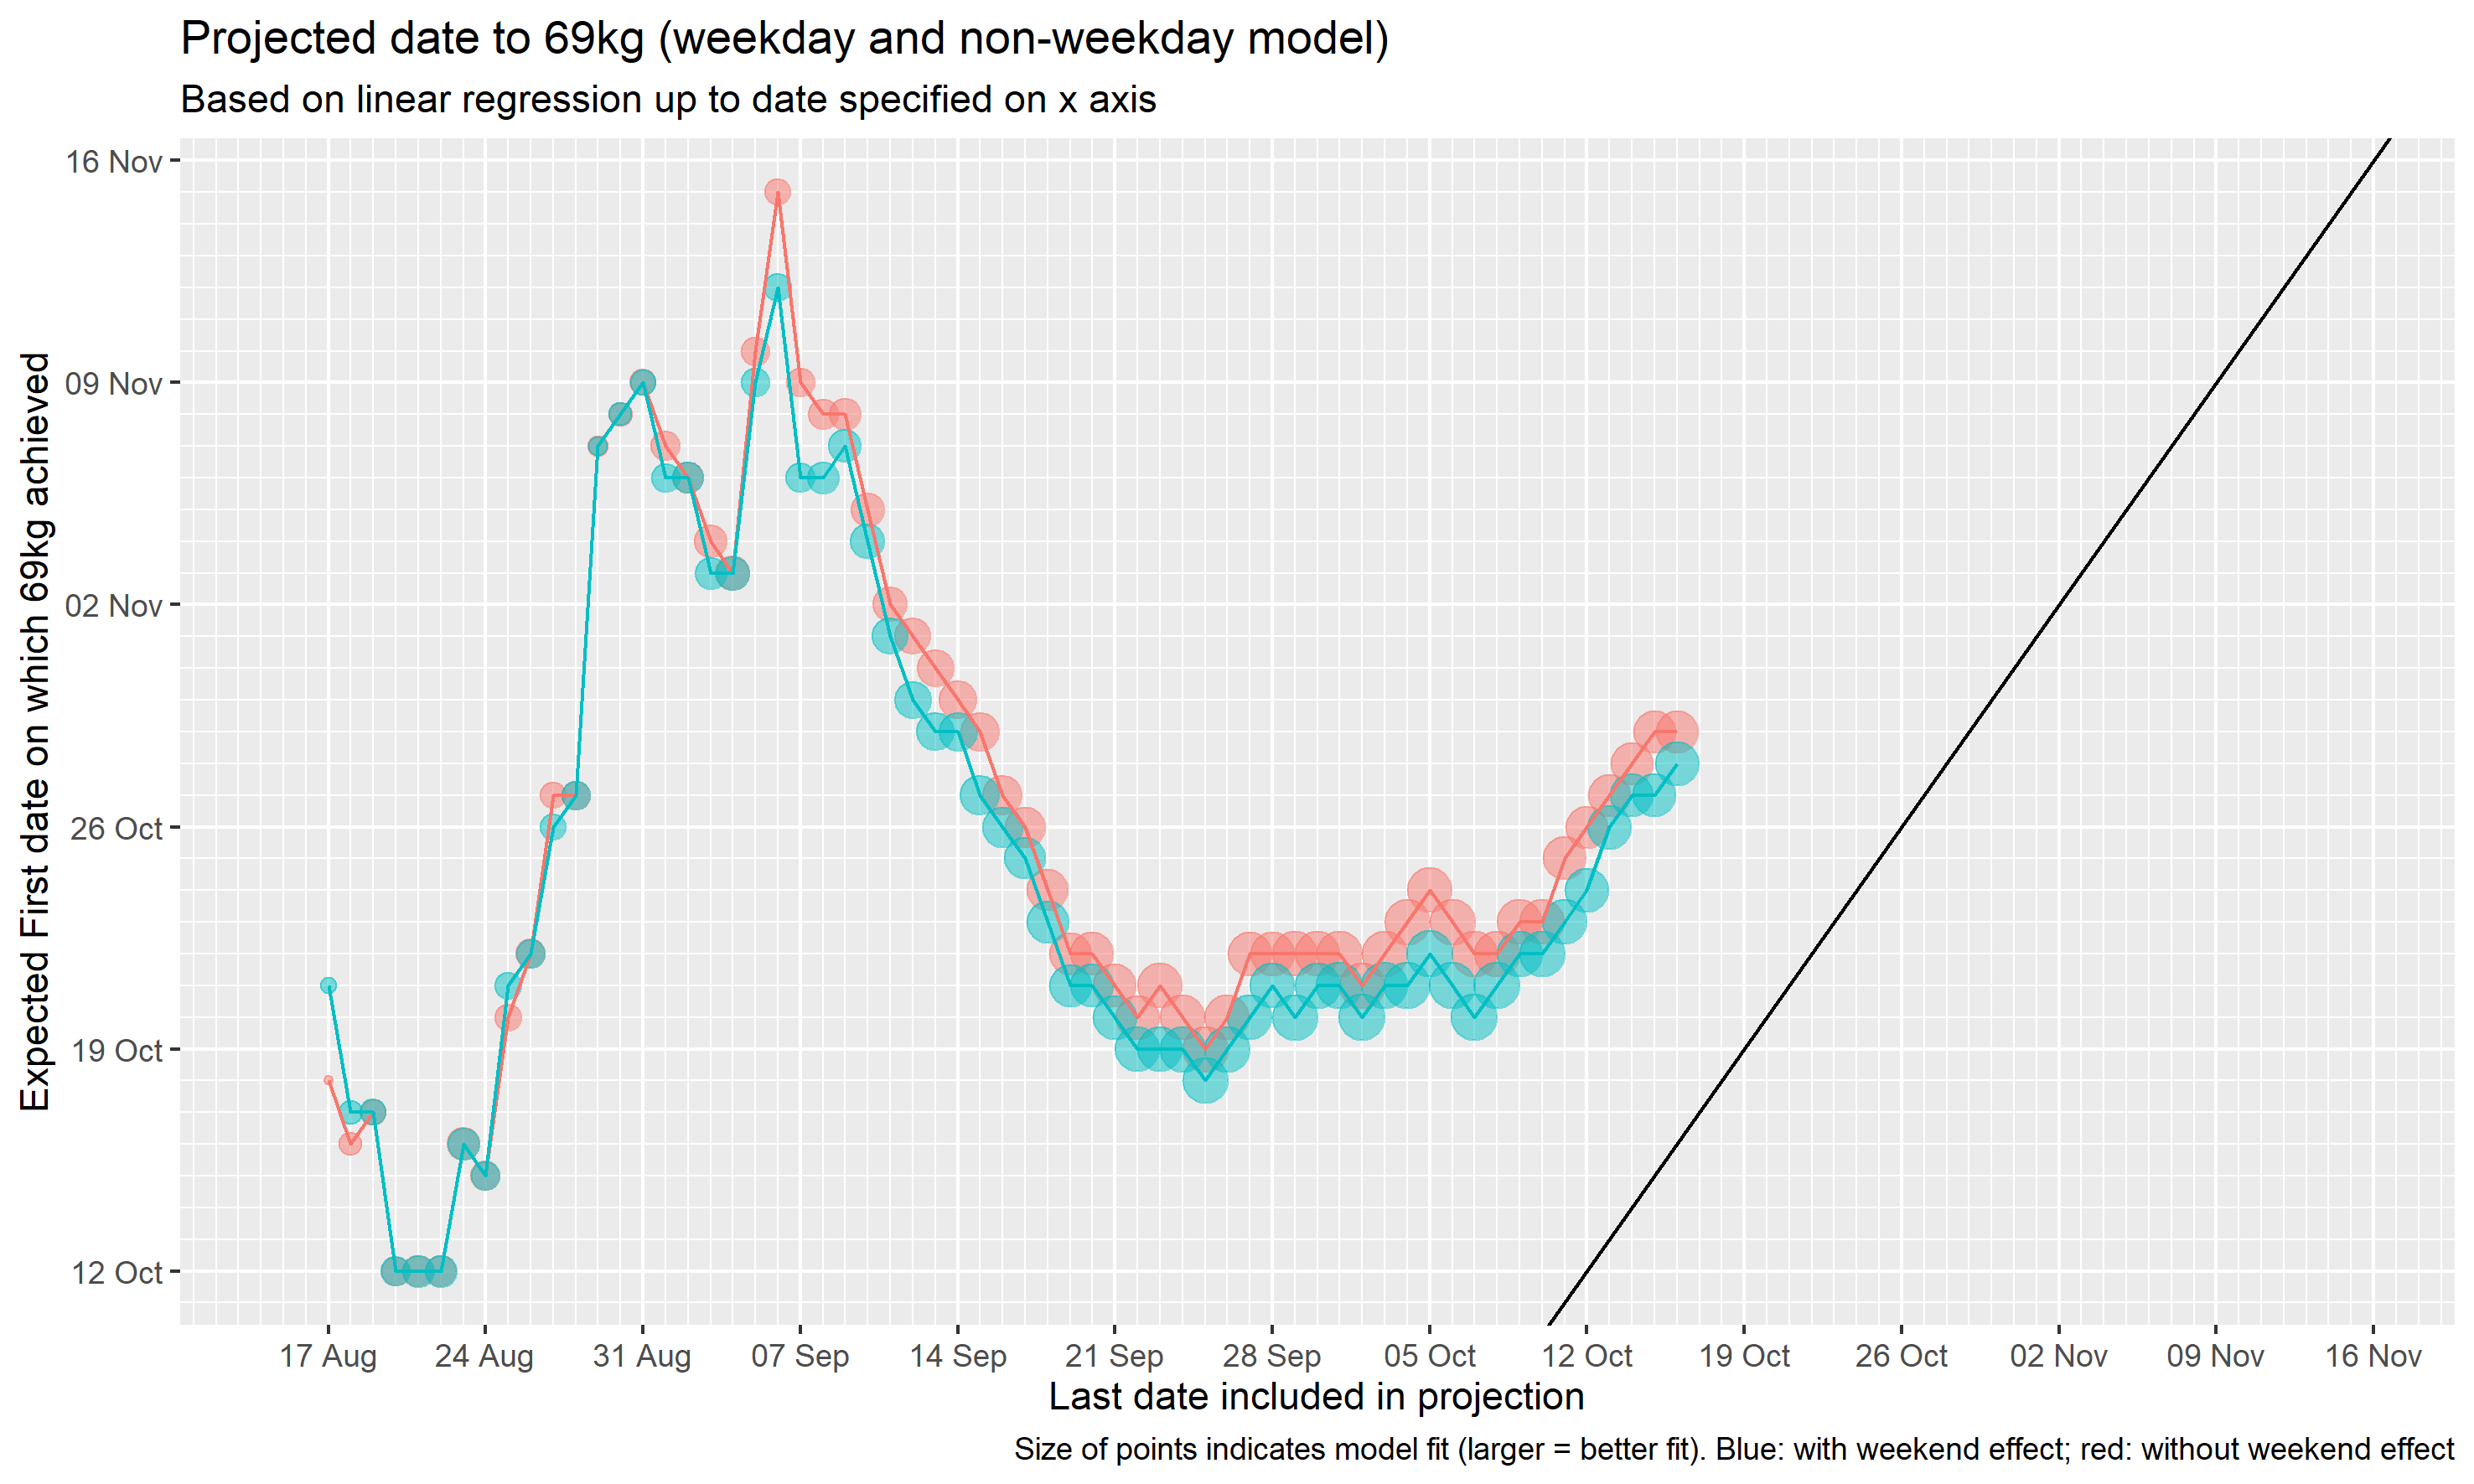 Projected date to 69kg (weekday and non-weekday model)
Based on linear regression up to date specified on x axis
Expected First date on which 69kg achieved
16 Nov
09 Nov
02 Nov
26 Oct
19 Oct
12 Oct
17 Aug
24 Aug
31 Aug
07 Sep
14 Sep
21 Sep
28 Sep
05 Oct
12 Oct
19 Oct
26 Oct
02 Nov
09 Nov
16 Nov
Last date included in projection
Size of points indicates model fit (larger = better fit). Blue: with weekend effect; red: without weekend effect